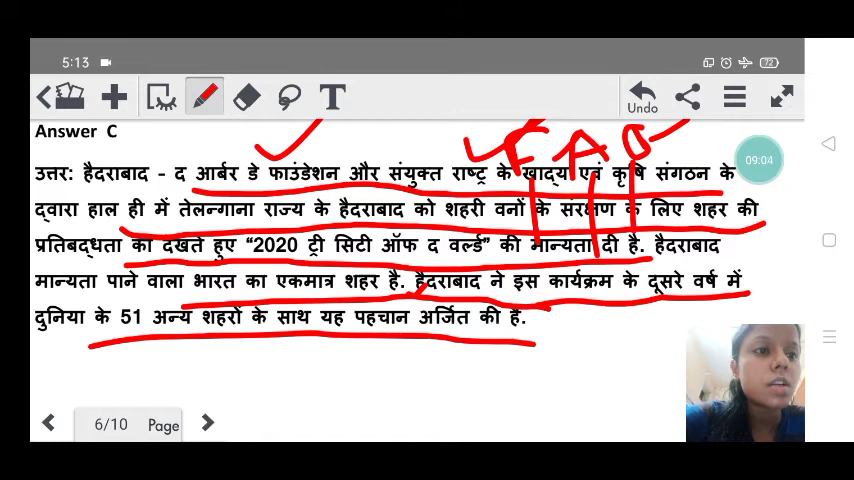 5:13
72
T
Undo
Answer C
F A O
09:04
उत्तर: हैदराबाद - द आर्बर डे फाउंडेशन और संयुक्त राष्ट्र के खाद्य एवं कृषि संगठन के
द्वारा हाल ही में तेलन्गाना राज्य के हैदराबाद को शहरी वनों के संरक्षण के लिए शहर की
प्रतिबद्धता का दखते हुए "2020 ट्री सिटी ऑफ द वर्ल्ड" की मान्यता दी है. हैदराबाद
मान्यता पाने वाला भारत का एकमात्र शहर है. हैदराबाद ने इस कार्यक्रम के दूसरे वर्ष में
दुनिया के 51 अन्य शहरों के साथ यह पहचान अर्जित की है.
6/10 Page